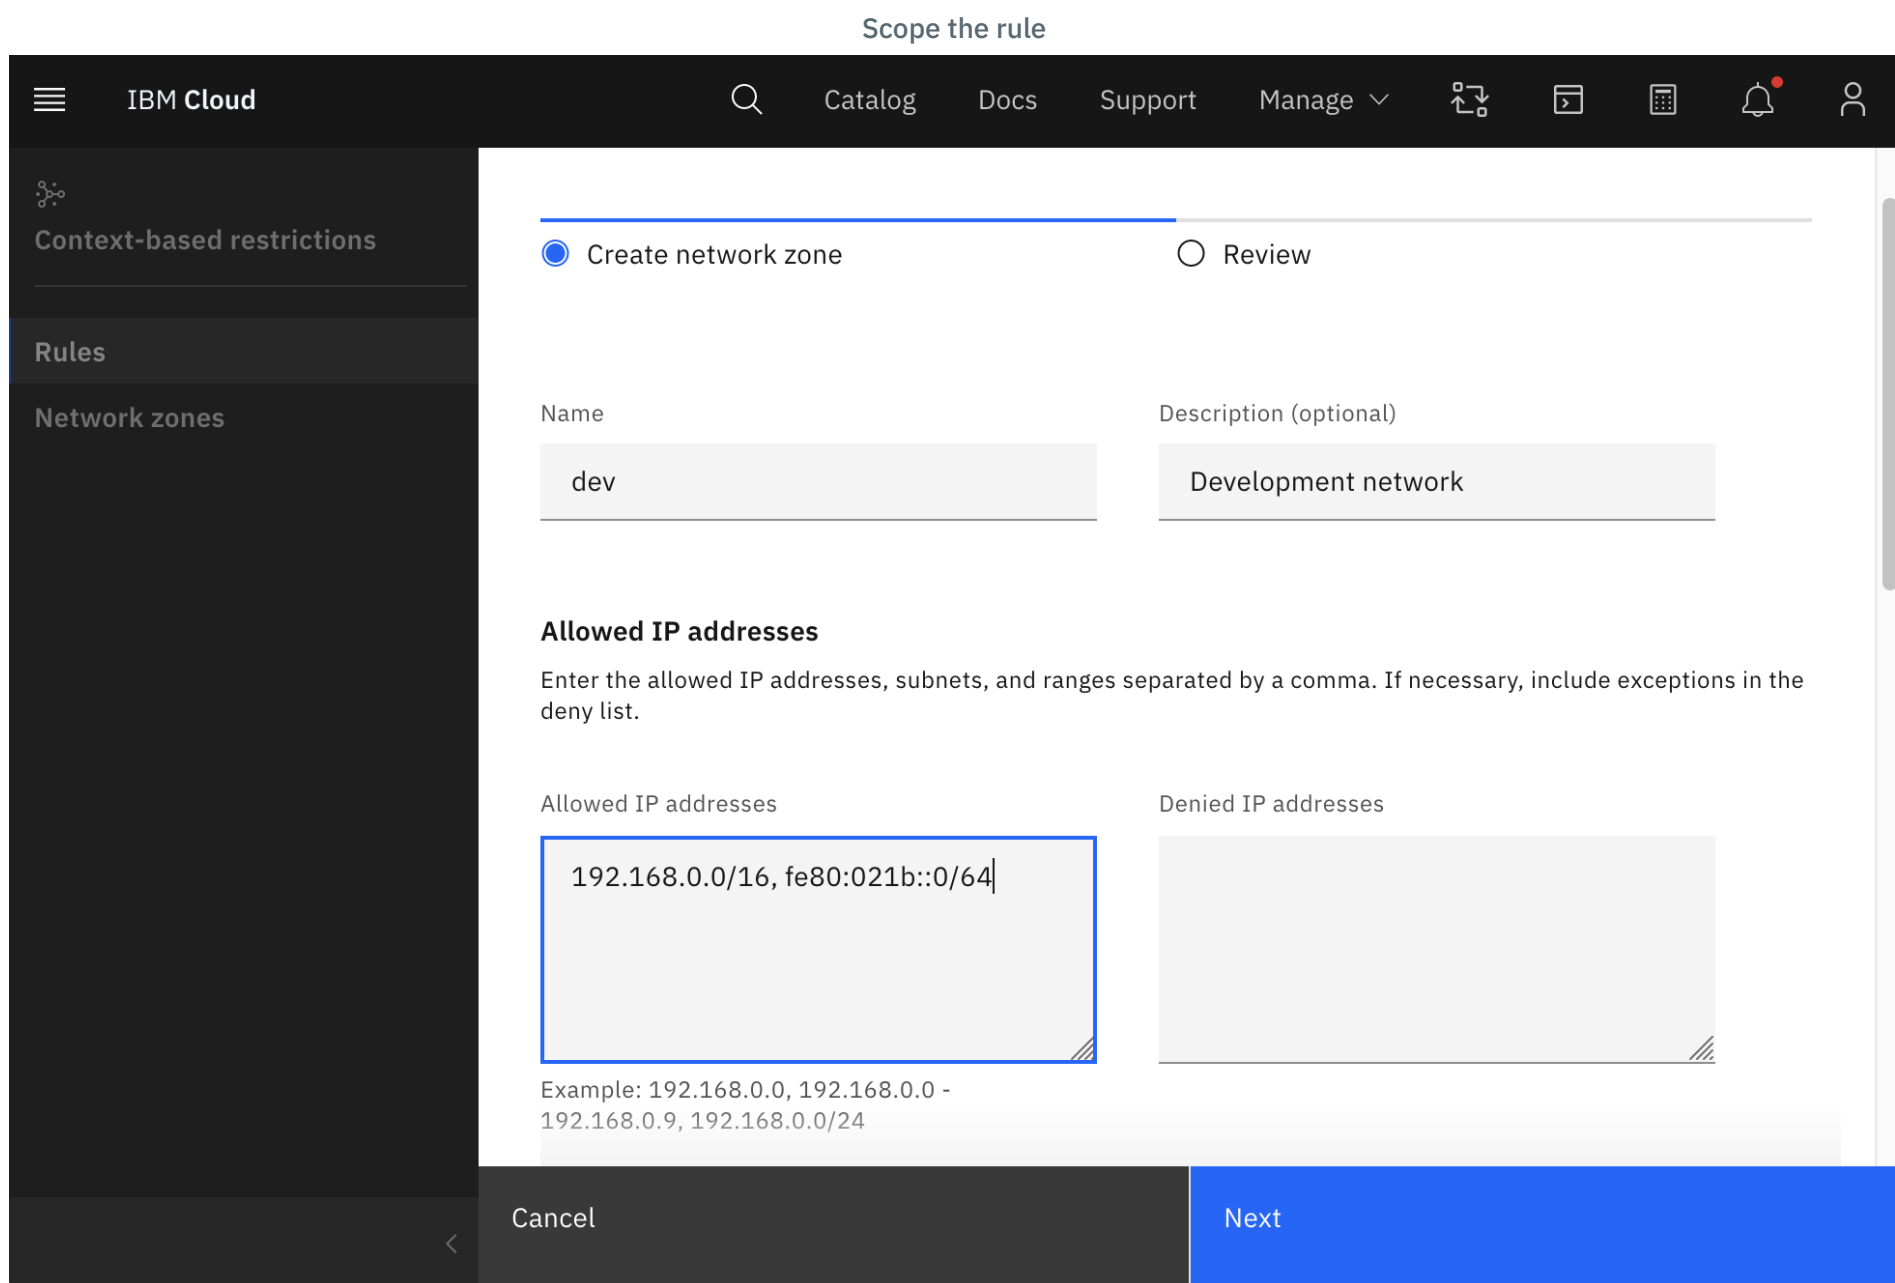 Scope the rule
IBM Cloud
Catalog
Docs
Support
Manage
Context-based restrictions
Rules
Network zones
Create network zone
Review
Name
Description (optional)
dev
Development network
Allowed IP addresses
Enter the allowed IP addresses, subnets, and ranges separated by a comma. If necessary, include exceptions in the
deny list.
Allowed IP addresses
Denied IP addresses
192.168.0.0/16, fe80:021b::0/64
Example: 192.168.0.0, 192.168.0.0 -
192.168.0.9, 192.168.0.0/24
Cancel
Next